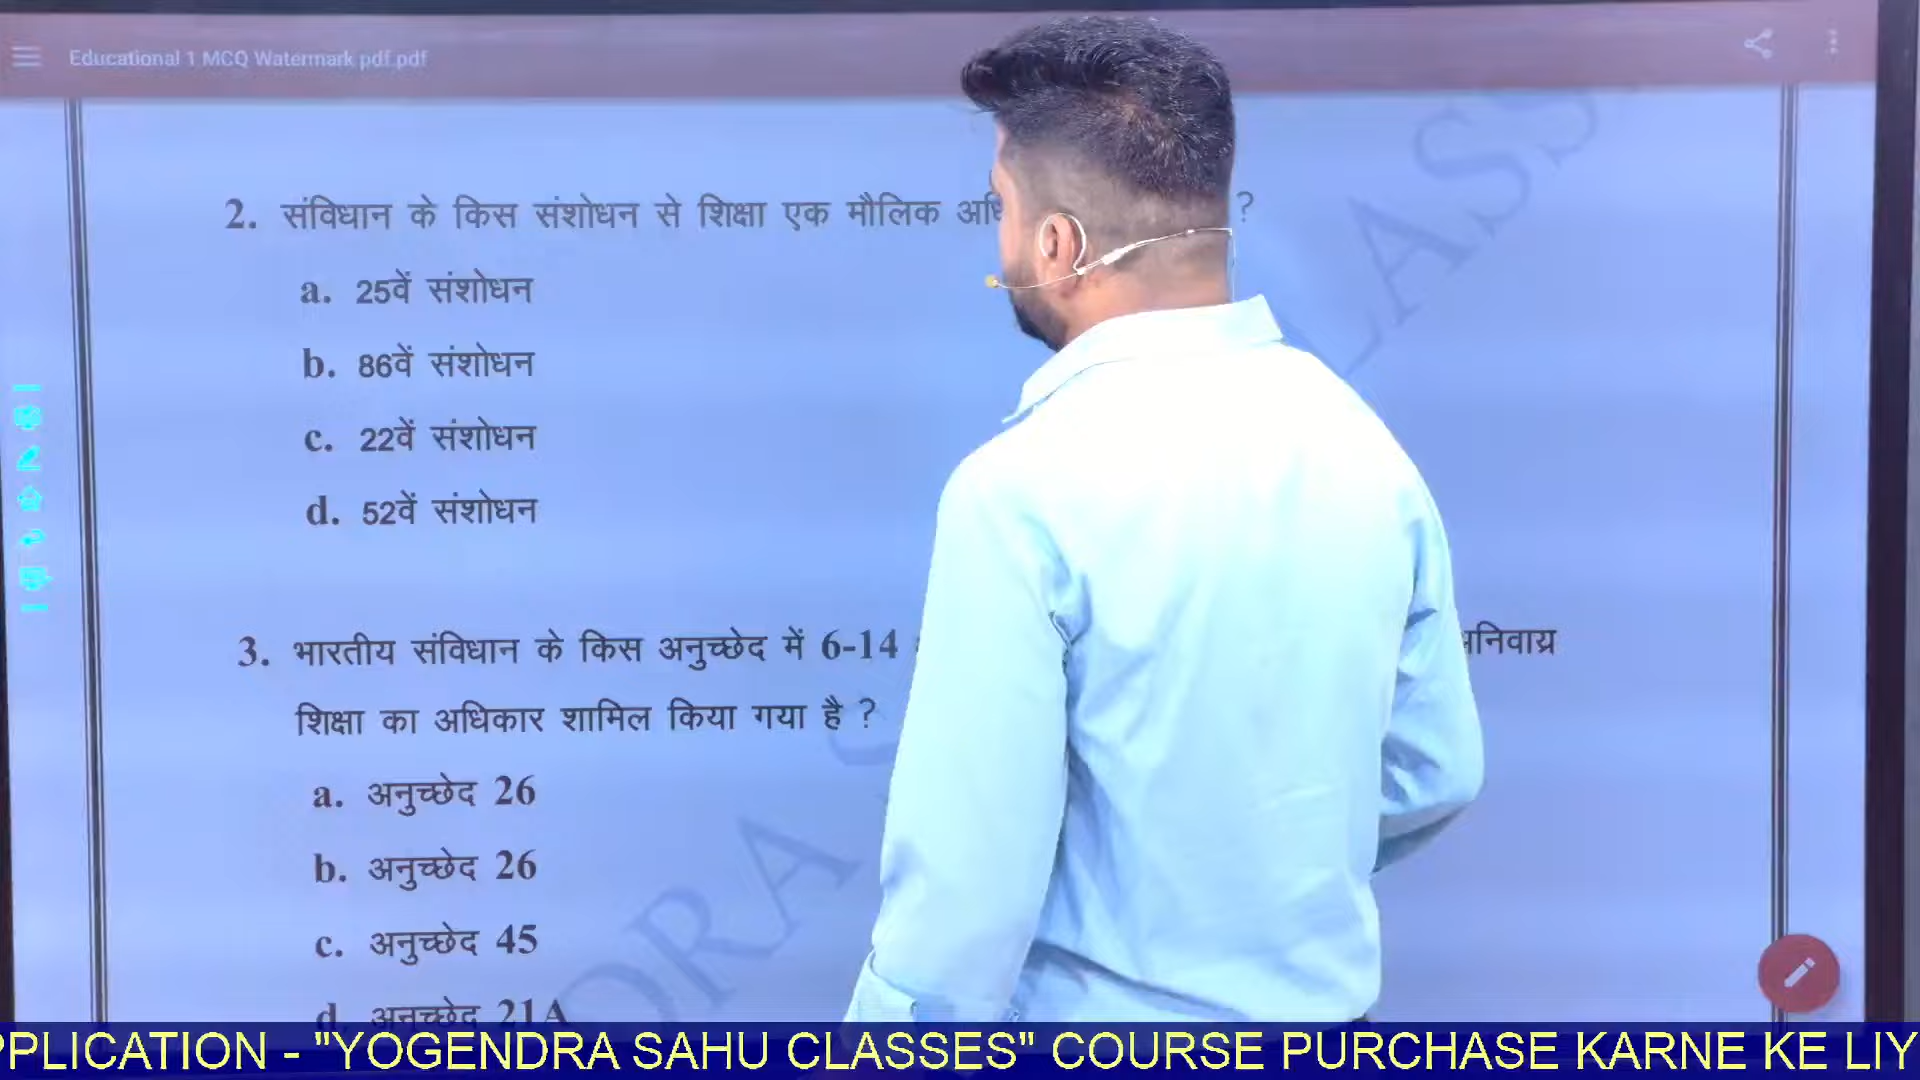 Educational 1 MCQ Watermark pdf.pdf
2. संविधान के किस संशोधन से शिक्षा एक मौलिक ?
a. 25वें संशोधन
b. 86वें संशोधन
c. 22वें संशोधन
d. 52वें संशोधन
3. भारतीय संविधान के किस अनुच्छेद में 6-14
शिक्षा का अधिकार शामिल किया गया है ?
a. अनुच्छेद 26
b. अनुच्छेद 26
c. अनुच्छेद 45
d. अनुच्छेद 21A
PPLICATION - "YOGENDRA SAHU CLASSES" COURSE PURCHASE KARNE KE LIY